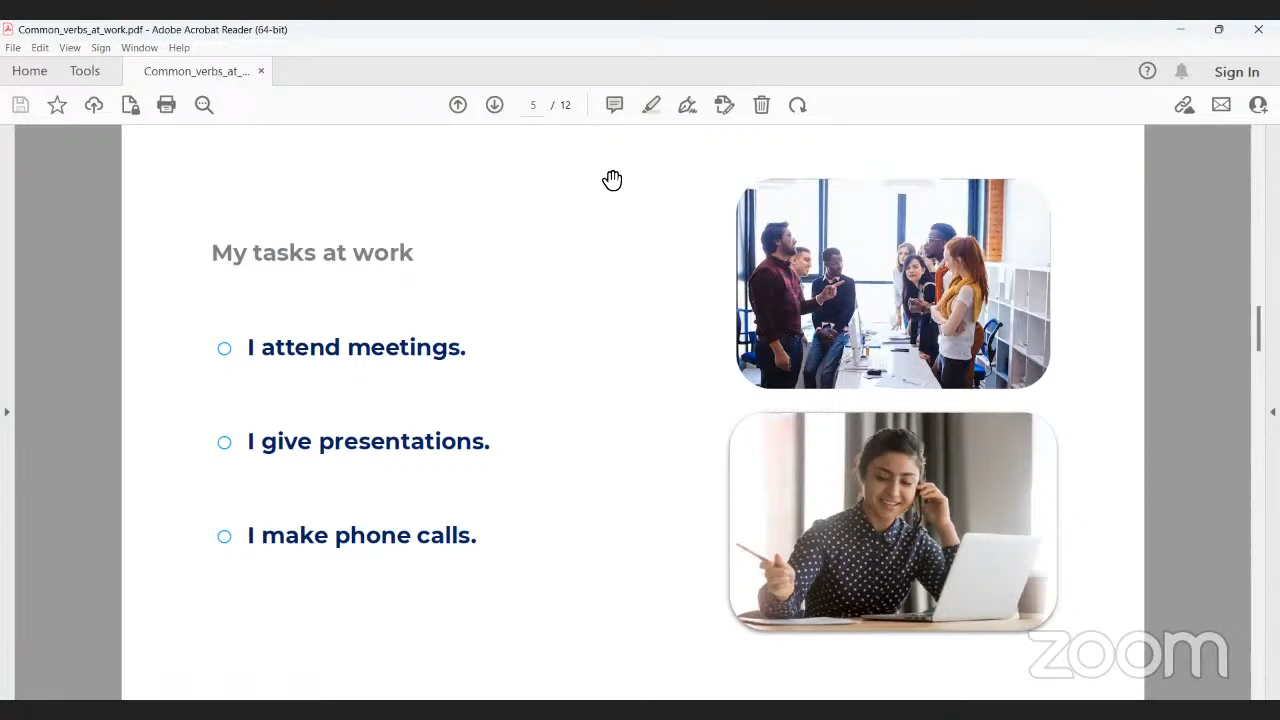 Common_verbs_at_work.pdf - Adobe Acrobat Reader (64-bit)
File Edit View Sign Window Help
Home Tools Common_verbs_at_... × Sign In
5 / 12
My tasks at work
I attend meetings.
I give presentations.
I make phone calls.
zoom